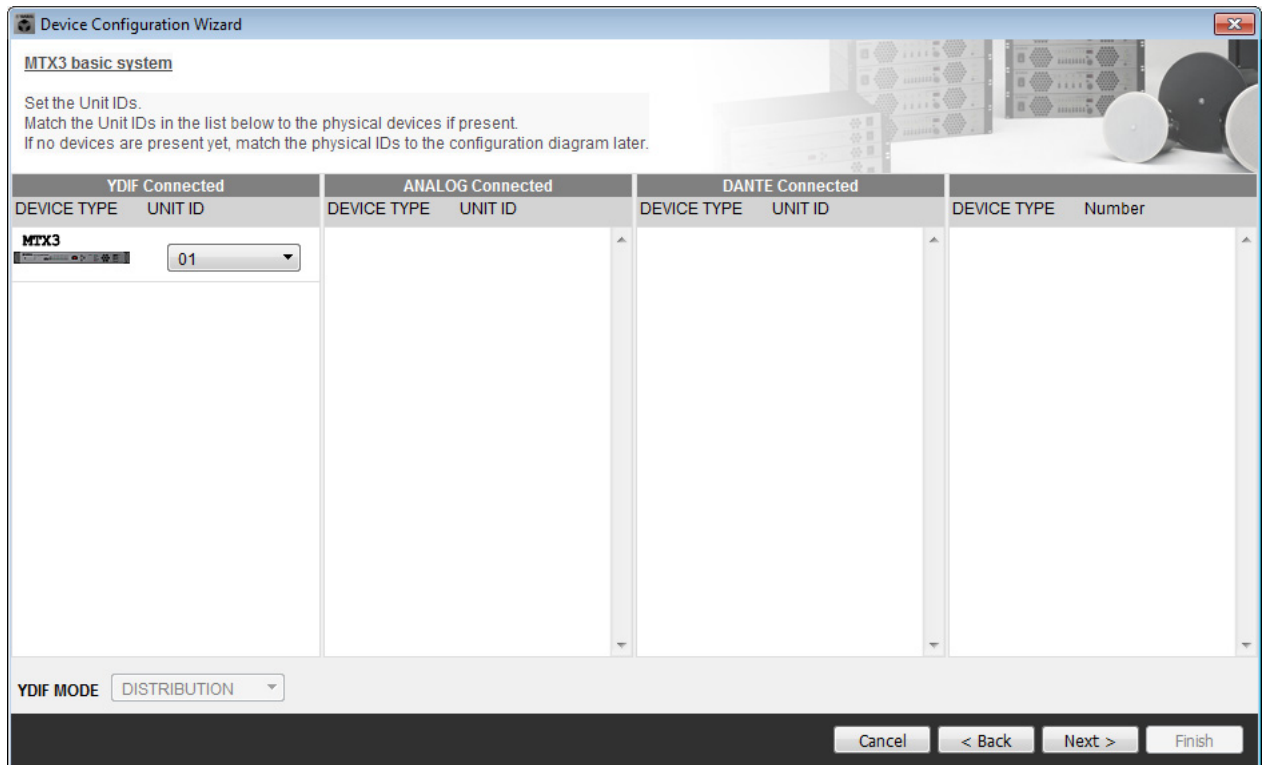 Device Configuration Wizard
MTX3 basic system
Set the Unit IDs.
Match the Unit IDs in the list below to the physical devices if present.
If no devices are present yet, match the physical IDs to the configuration diagram later.
YDIF Connected
DEVICE TYPE UNIT ID
MTX3
01
ANALOG Connected
DEVICE TYPE UNIT ID
DANTE Connected
DEVICE TYPE UNIT ID
DEVICE TYPE Number
YDIF MODE DISTRIBUTION
Cancel < Back Next > Finish